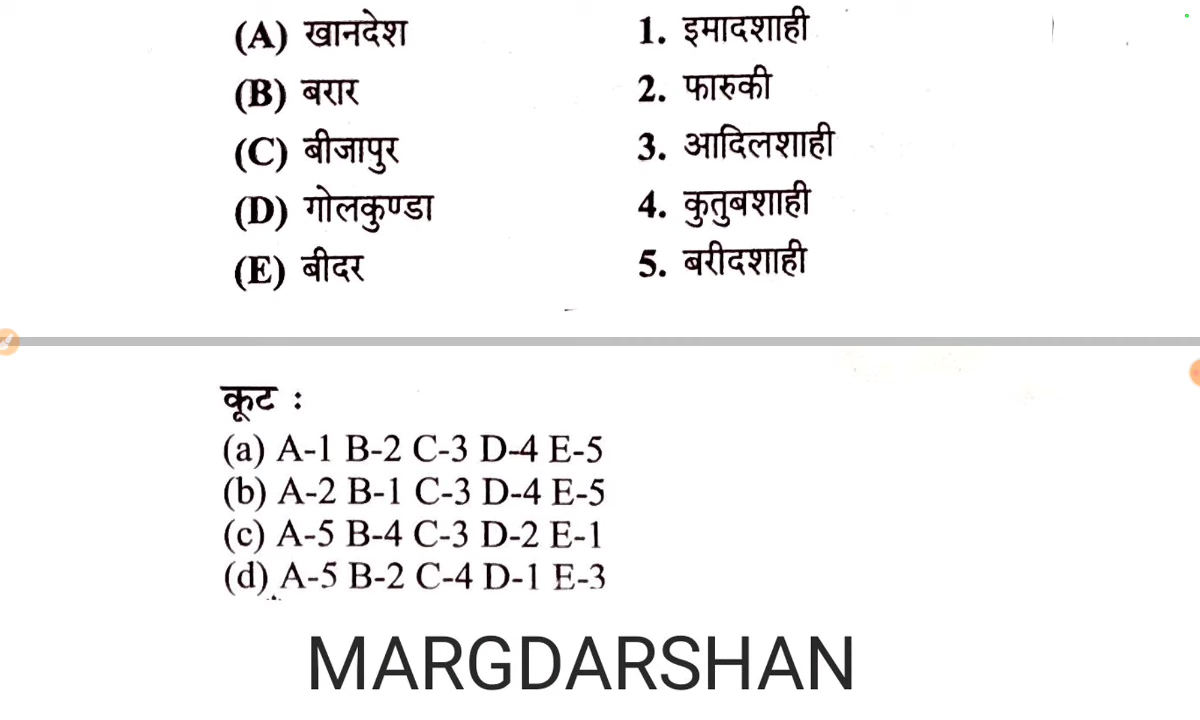 (A) खानदेश 1. इमादशाही
(B) बरार 2. फारुकी
(C) बीजापुर 3. आदिलशाही
(D) गोलकुण्डा 4. कुतुबशाही
(E) बीदर 5. बरीदशाही
कूट :
(a) A-1 B-2 C-3 D-4 E-5
(b) A-2 B-1 C-3 D-4 E-5
(c) A-5 B-4 C-3 D-2 E-1
(d) A-5 B-2 C-4 D-1 E-3
MARGDARSHAN